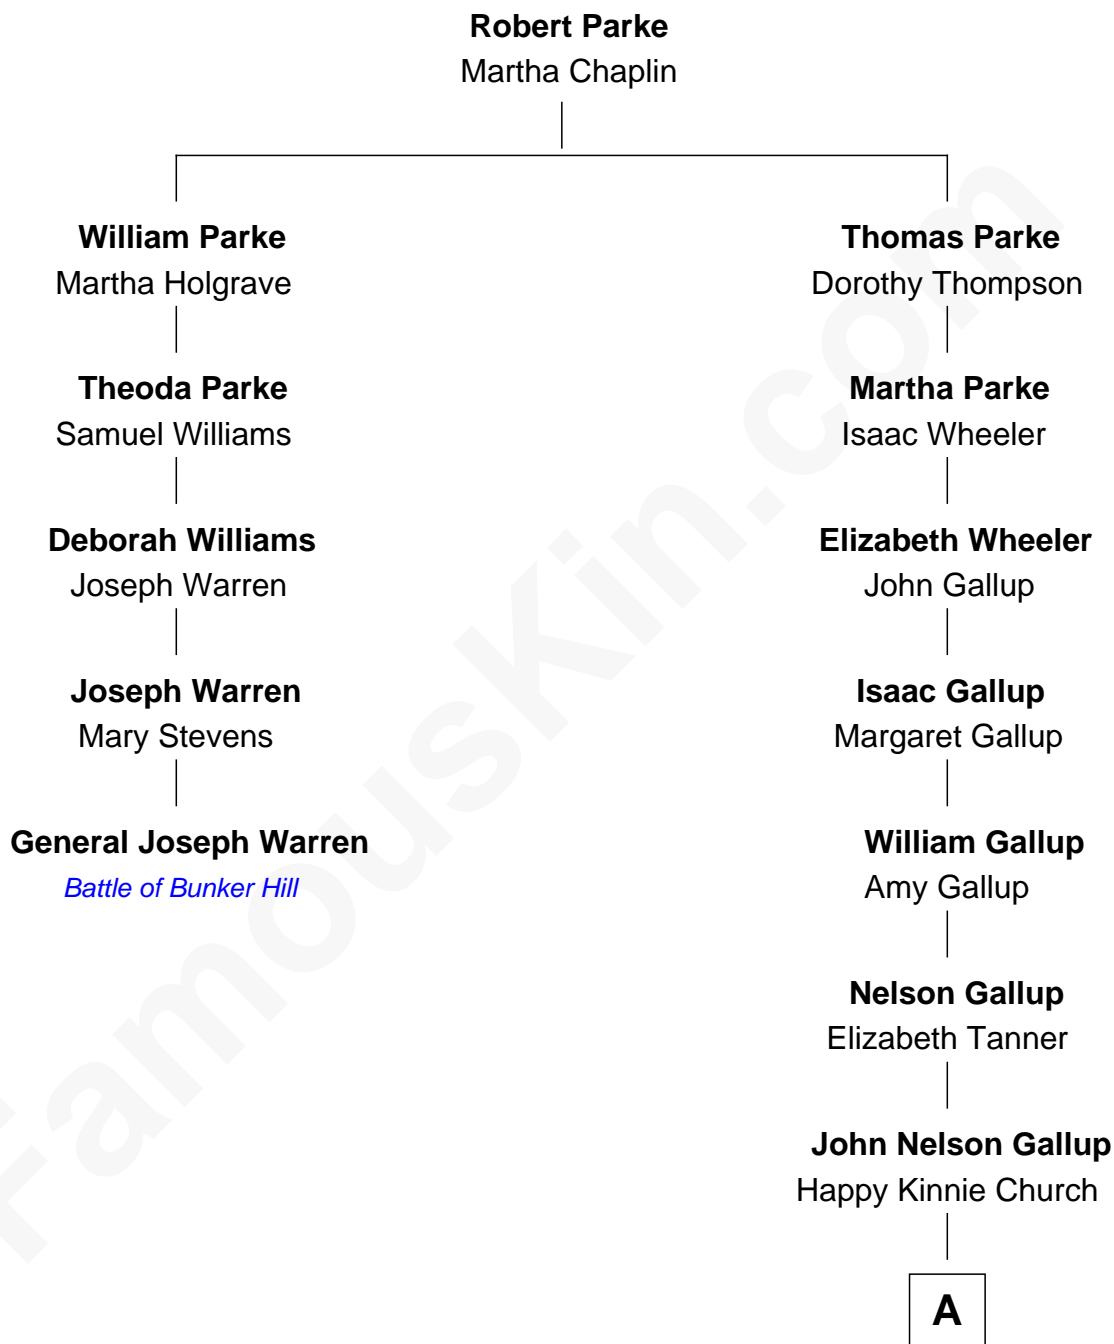 Robert Parke
Martha Chaplin
William Parke
Martha Holgrave
Thomas Parke
Dorothy Thompson
Theoda Parke
Samuel Williams
Martha Parke
Isaac Wheeler
Deborah Williams
Joseph Warren
Elizabeth Wheeler
John Gallup
Joseph Warren
Mary Stevens
Isaac Gallup
Margaret Gallup
General Joseph Warren
Battle of Bunker Hill
William Gallup
Amy Gallup
Nelson Gallup
Elizabeth Tanner
John Nelson Gallup
Happy Kinnie Church
A
FamousKin.com